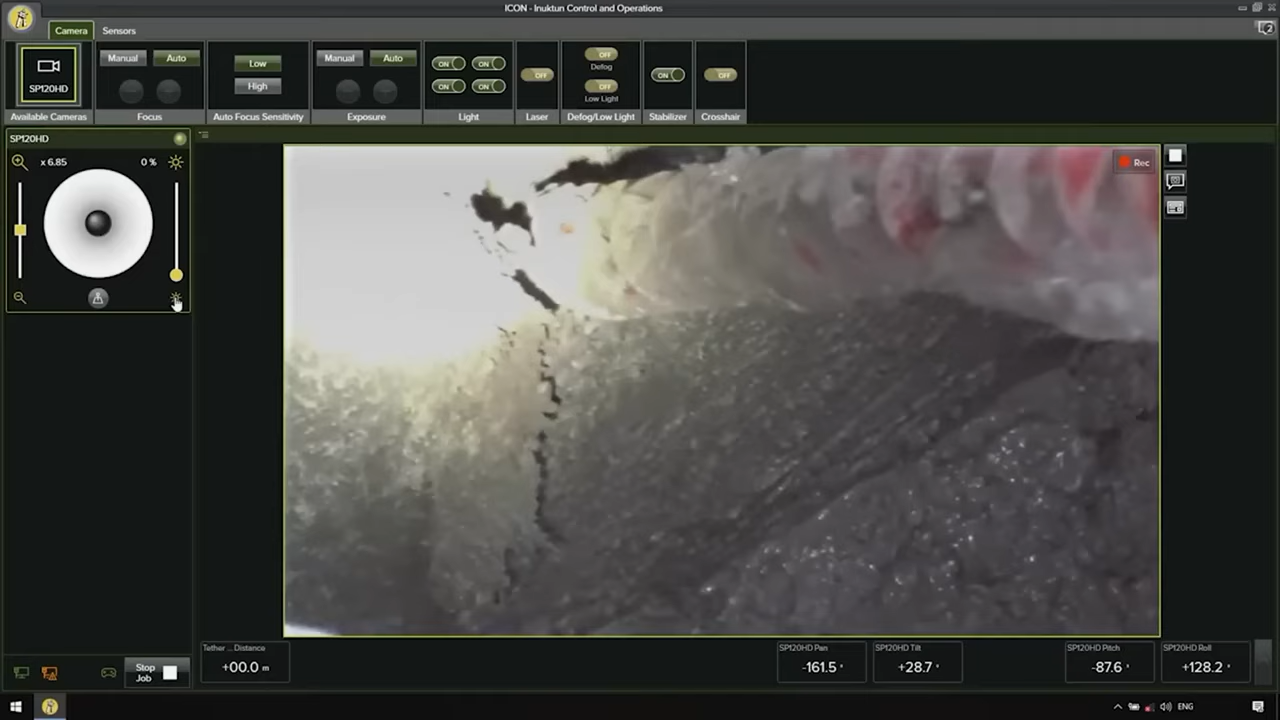 ICON - Inuktun Control and Operations
Camera Sensors
2
SP120HD
Available Cameras
Manual Auto
Focus
Low
High
Auto Focus Sensitivity
Manual Auto
Exposure
ON ON
ON ON
Light
OFF
Laser
OFF
Defog
OFF
Low Light
Defog/Low Light
ON
Stabilizer
OFF
Crosshair
SP120HD
x 6.85 0 %
Rec
Stop
Job
Tether ... Distance
+00.0 m
SP120HD Pan
-161.5 °
SP120HD Tilt
+28.7 °
SP120HD Pitch
-87.6 °
SP120HD Roll
+128.2 °
ENG